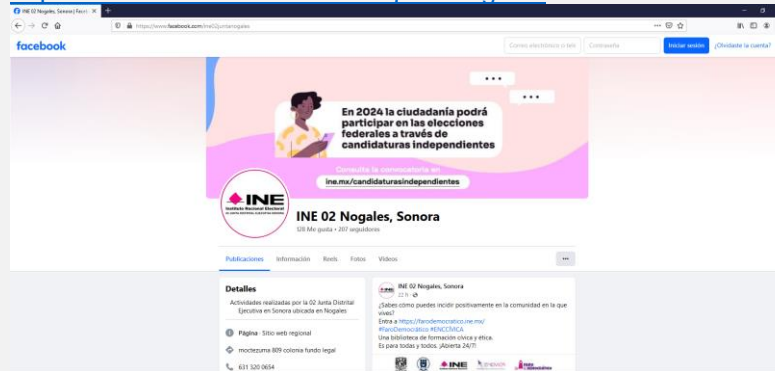 INE 02 Nogales, Sonora | Faceb
https://www.facebook.com/ine02juntanogales
facebook
Correo electrónico o telé
Contraseña
Iniciar sesión
¿Olvidaste la cuenta?
En 2024 la ciudadanía podrá
participar en las elecciones
federales a través de
candidaturas independientes
Consulta la convocatoria en
ine.mx/candidaturasindependientes
INE
Instituto Nacional Electoral
INE 02 Nogales, Sonora
128 Me gusta • 207 seguidores
Publicaciones Información Reels Fotos Videos
Detalles
Actividades realizadas por la 02 Junta Distrital
Ejecutiva en Sonora ubicada en Nogales
Página · Sitio web regional
moctezuma 809 colonia fundo legal
631 320 0654
INE 02 Nogales, Sonora
22 h
¿Sabes cómo puedes incidir positivamente en la comunidad en la que
vives?
Entra a https://farodemocratico.ine.mx/
#FaroDemocrático #ENCCÍVICA
Una biblioteca de formación cívica y ética.
Es para todas y todos. ¡Abierta 24/7!
INE